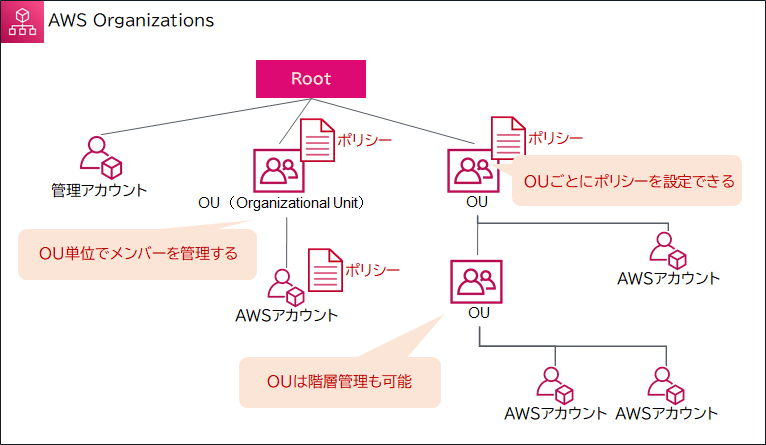 AWS Organizations
Root
ポリシー
ポリシー
管理アカウント
OU（Organizational Unit）
OU
OUごとにポリシーを設定できる
OU単位でメンバーを管理する
ポリシー
AWSアカウント
AWSアカウント
OU
OUは階層管理も可能
AWSアカウント
AWSアカウント